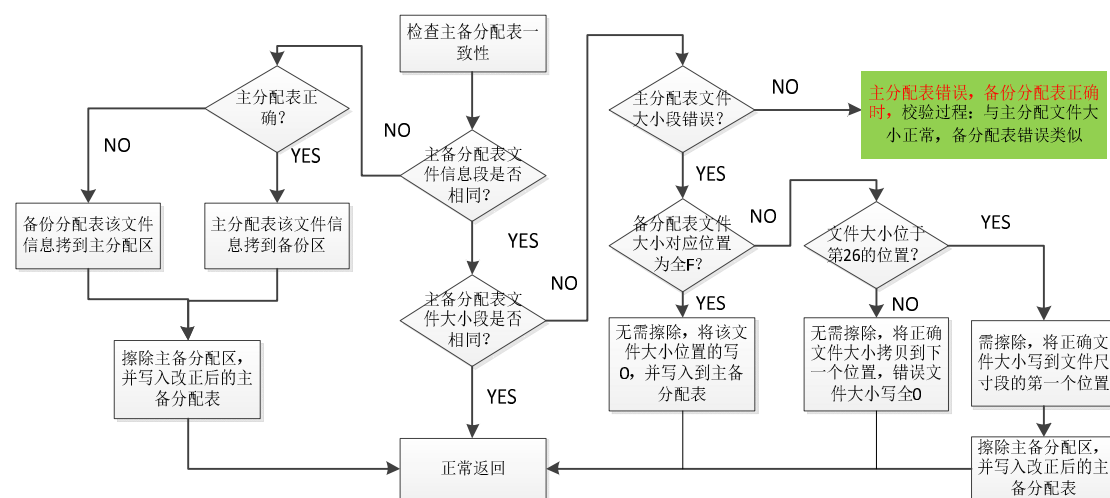 检查主备分配表一
致性
主分配表正
确？
NO
YES
备份分配表该文件
信息拷到主分配区
主分配表该文件信
息拷到备份区
擦除主备分配区，
并写入改正后的主
备分配表
主备分配表文
件信息段是否
相同？
NO
YES
主备分配表文
件大小段是否
相同？
NO
YES
正常返回
主分配表文件
大小段错误？
NO
YES
主分配表错误，备份分配表正确
时，校验过程：与主分配文件大
小正常，备分配表错误类似
备分配表文件
大小对应位置
为全F？
NO
YES
文件大小位于
第26的位置？
YES
NO
无需擦除，将该文
件大小位置的写
0，并写入到主备
分配表
无需擦除，将正确
文件大小拷贝到下
一个位置，错误文
件大小写全0
需擦除，将正确文
件大小写到文件尺
寸段的第一个位置
擦除主备分配区，
并写入改正后的主
备分配表